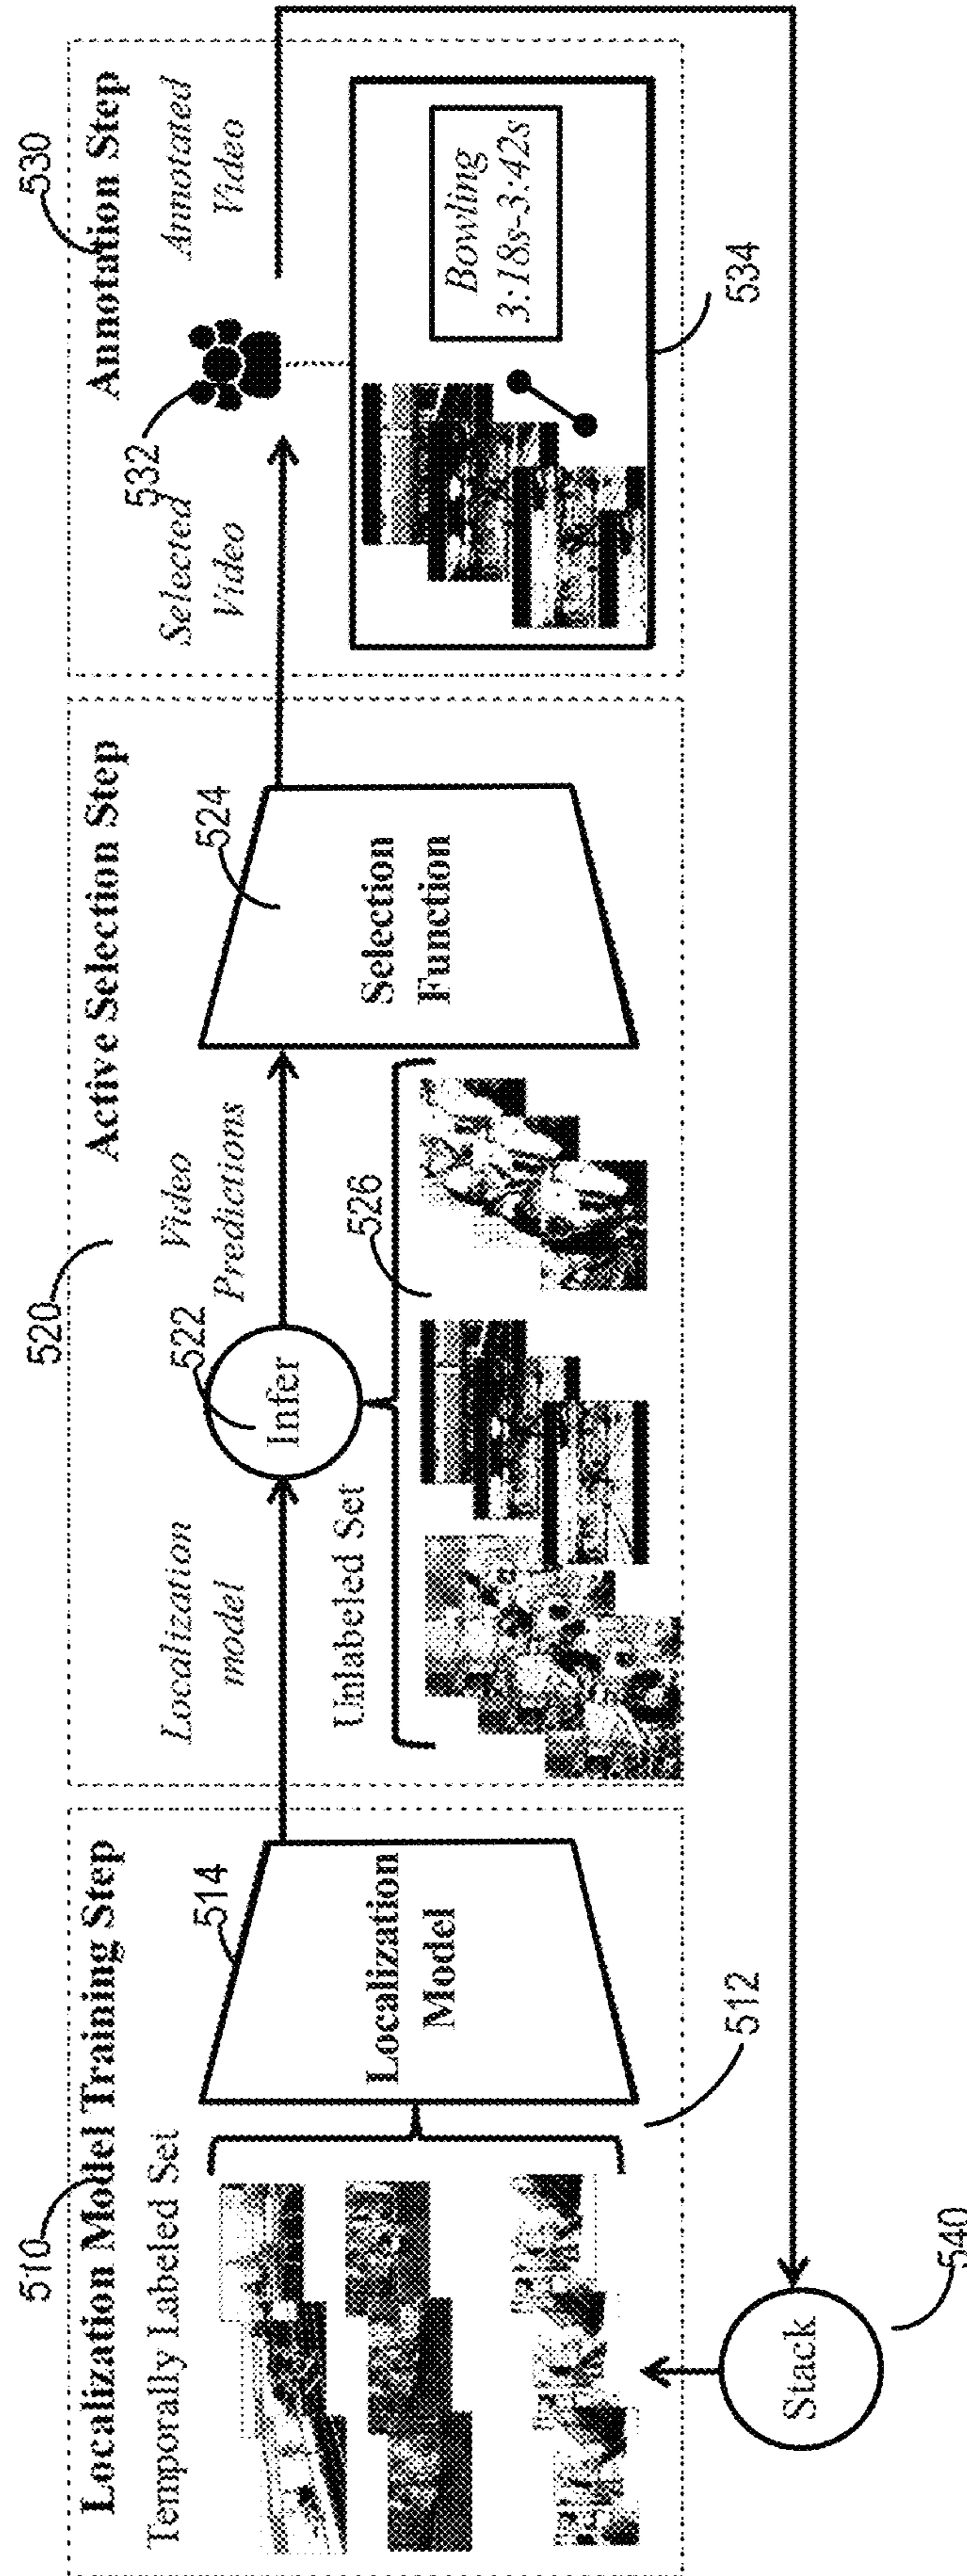 510
Localization Model Training Step
Temporally Labeled Set
514
Localization
Model
512
Stack
540
520
Active Selection Step
Localization
model
522
Infer
Video
Predictions
Unlabeled Set
526
524
Selection
Function
530
Annotation Step
532
Selected
Video
Annotated
Video
Bowling
3:18s-3:42s
534